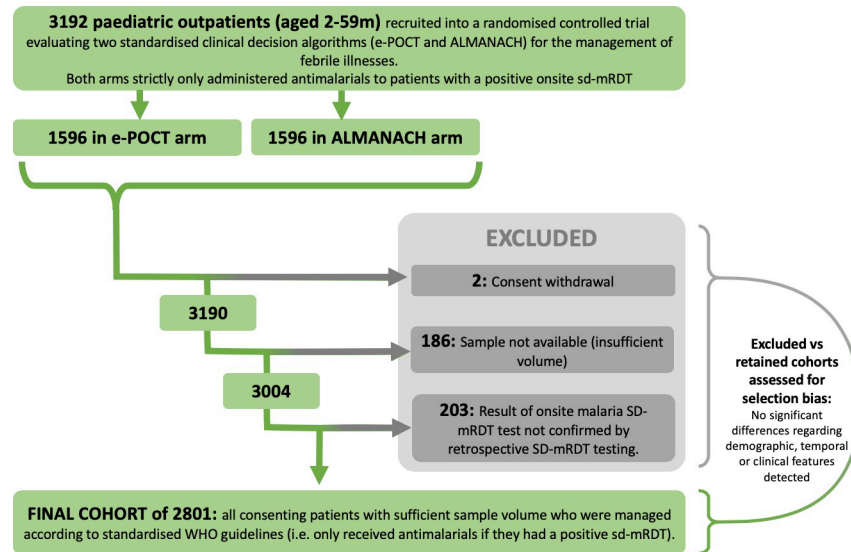 3192 paediatric outpatients (aged 2-59m) recruited into a randomised controlled trial
evaluating two standardised clinical decision algorithms (e-POCT and ALMANACH) for the management of
febrile illnesses.
Both arms strictly only administered antimalarials to patients with a positive onsite sd-mRDT
1596 in e-POCT arm
1596 in ALMANACH arm
EXCLUDED
2: Consent withdrawal
3190
186: Sample not available (insufficient
volume)
3004
203: Result of onsite malaria SD-
mRDT test not confirmed by
retrospective SD-mRDT testing.
Excluded vs
retained cohorts
assessed for
selection bias:
No significant
differences regarding
demographic, temporal
or clinical features
detected
FINAL COHORT of 2801: all consenting patients with sufficient sample volume who were managed
according to standardised WHO guidelines (i.e. only received antimalarials if they had a positive sd-mRDT).